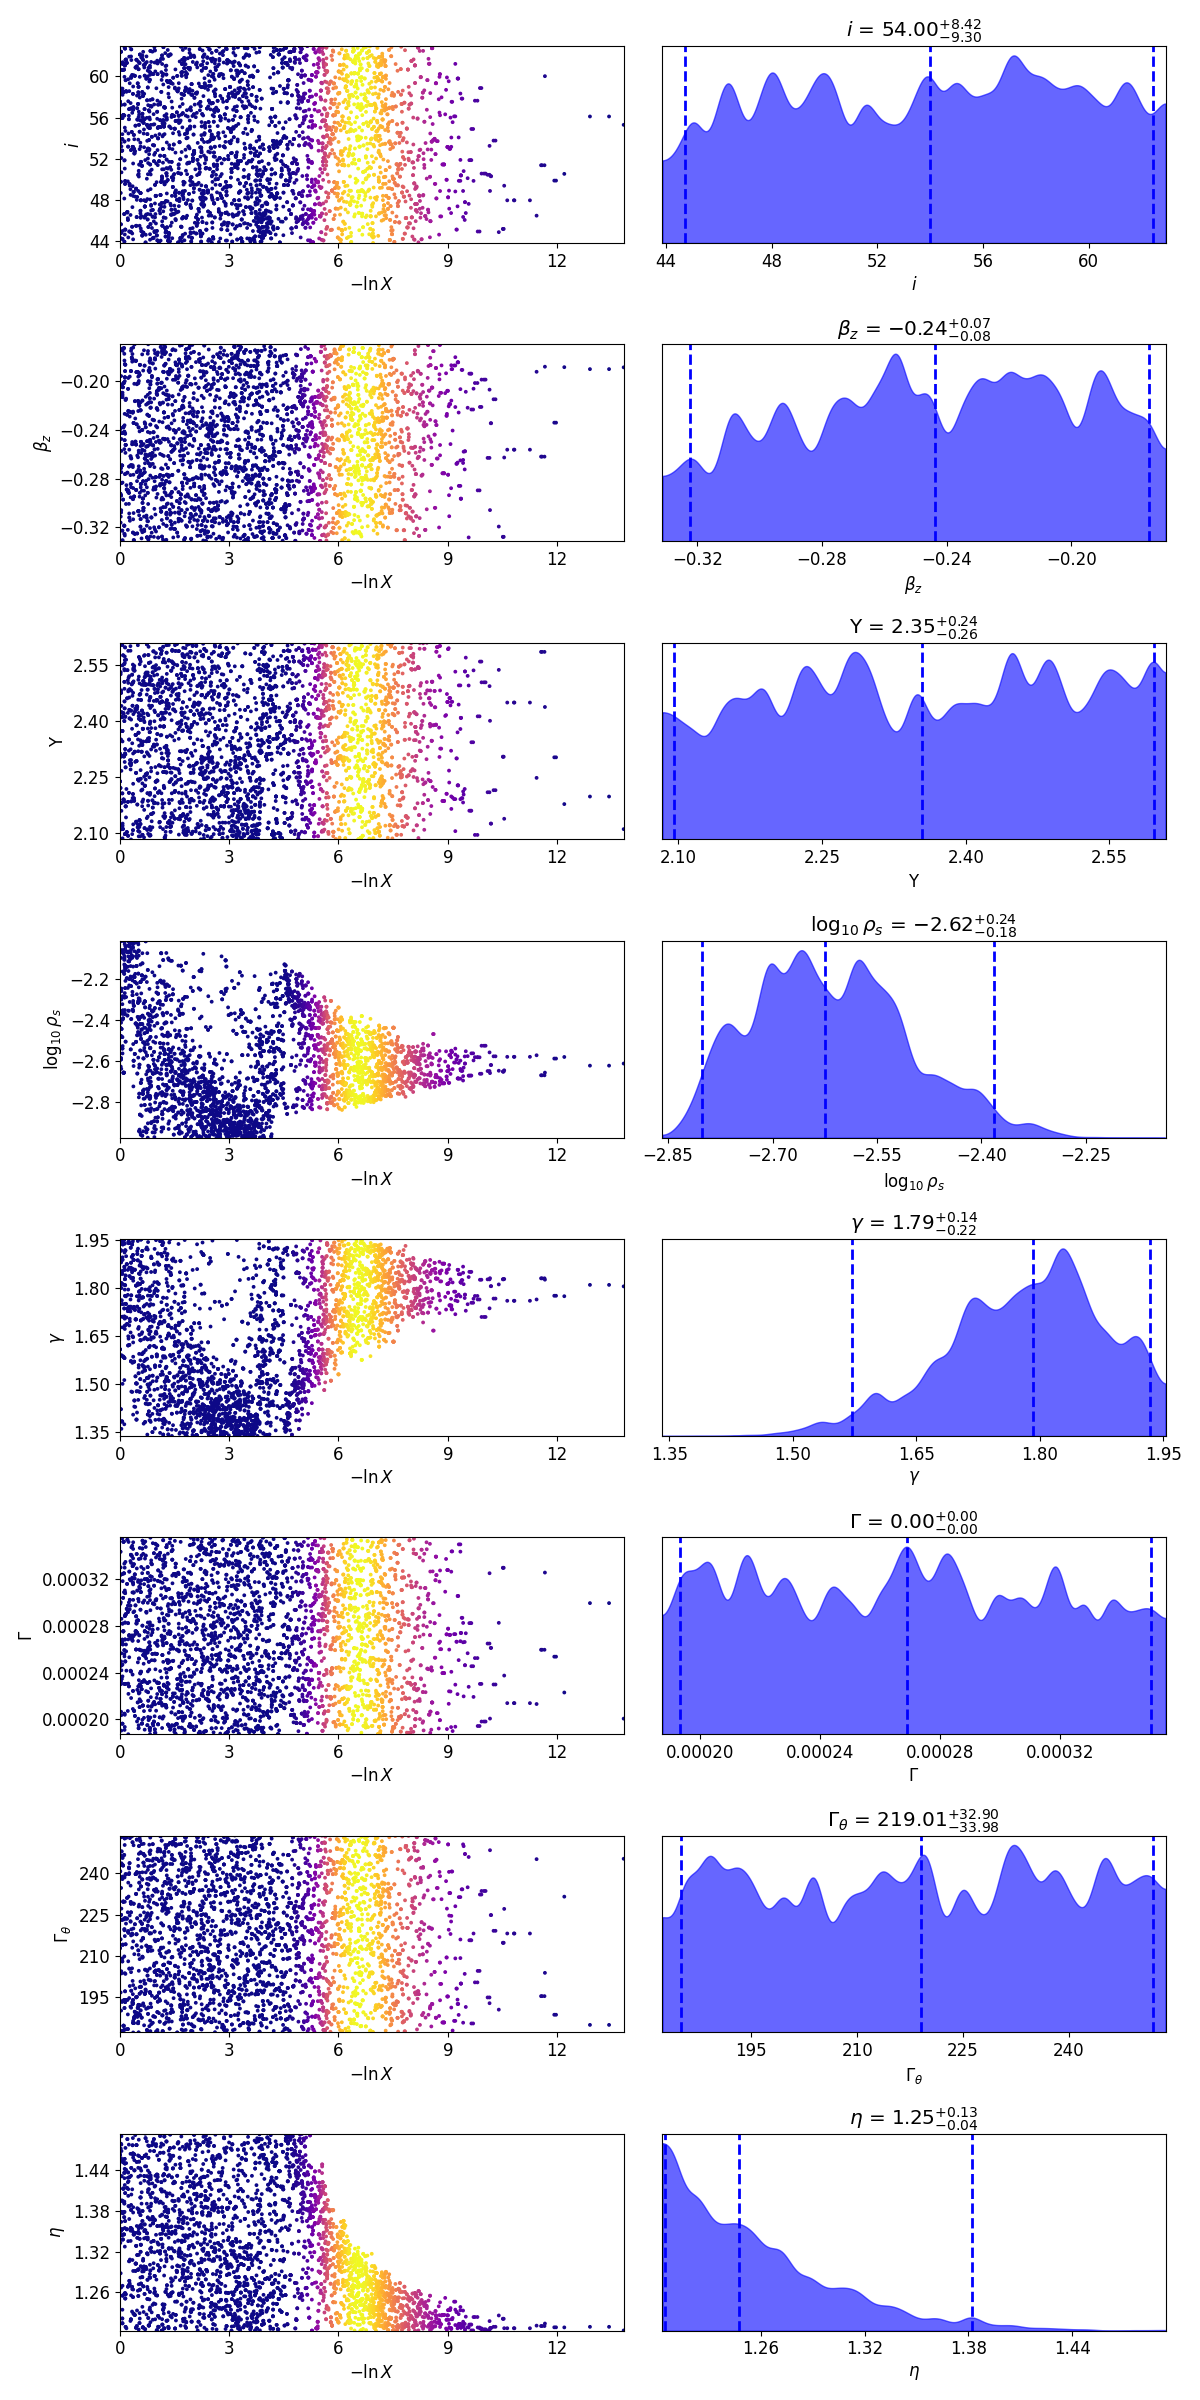 i = 54.00 +8.42 −9.30
60
56
52
48
44
i
0 3 6 9 12
−ln X
44 48 52 56 60
i
β_z = −0.24 +0.07 −0.08
−0.20
−0.24
−0.28
−0.32
β_z
0 3 6 9 12
−ln X
−0.32 −0.28 −0.24 −0.20
β_z
Υ = 2.35 +0.24 −0.26
2.55
2.40
2.25
2.10
Υ
0 3 6 9 12
−ln X
2.10 2.25 2.40 2.55
Υ
log₁₀ ρ_s = −2.62 +0.24 −0.18
−2.2
−2.4
−2.6
−2.8
log₁₀ ρ_s
0 3 6 9 12
−ln X
−2.85 −2.70 −2.55 −2.40 −2.25
log₁₀ ρ_s
γ = 1.79 +0.14 −0.22
1.95
1.80
1.65
1.50
1.35
γ
0 3 6 9 12
−ln X
1.35 1.50 1.65 1.80 1.95
γ
Γ = 0.00 +0.00 −0.00
0.00032
0.00028
0.00024
0.00020
Γ
0 3 6 9 12
−ln X
0.00020 0.00024 0.00028 0.00032
Γ
Γ_θ = 219.01 +32.90 −33.98
240
225
210
195
Γ_θ
0 3 6 9 12
−ln X
195 210 225 240
Γ_θ
η = 1.25 +0.13 −0.04
1.44
1.38
1.32
1.26
η
0 3 6 9 12
−ln X
1.26 1.32 1.38 1.44
η